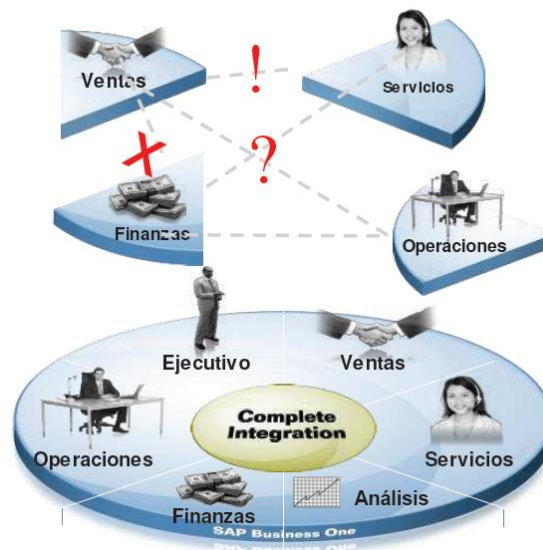 Ventas
!
Servicios
X
?
Finanzas
Operaciones
Ejecutivo
Ventas
Complete
Integration
Operaciones
Servicios
Finanzas
Análisis
SAP Business One